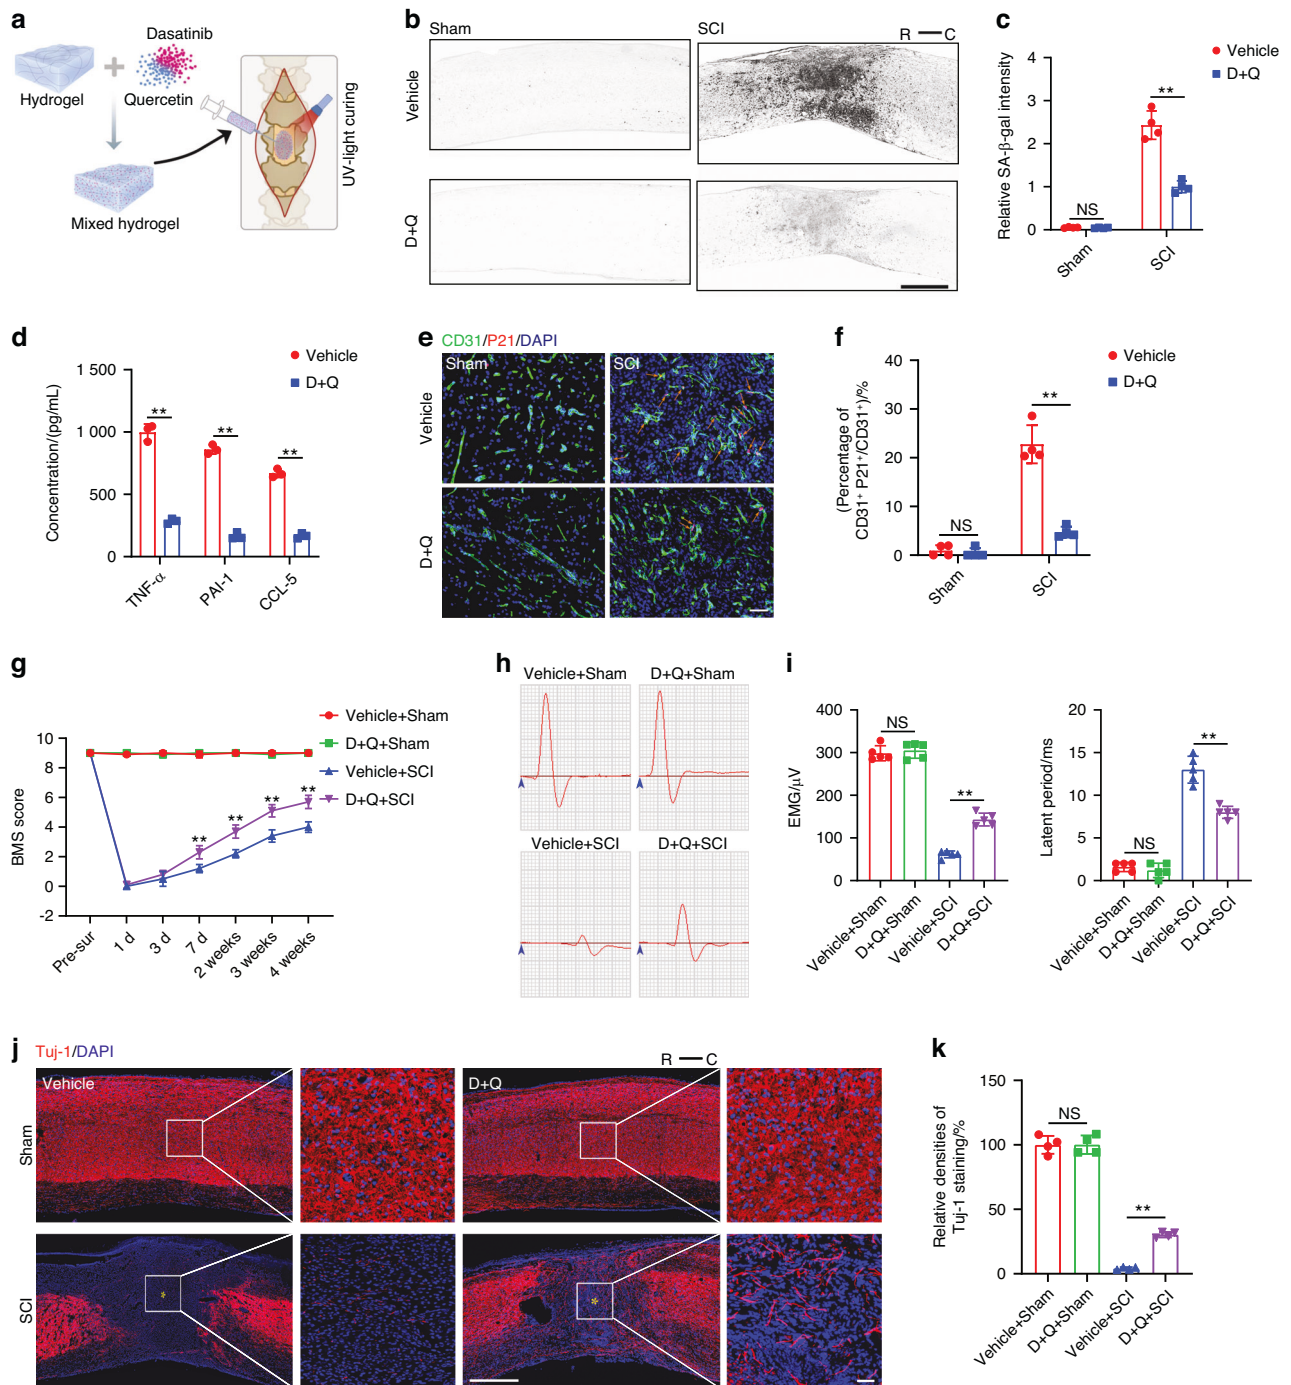 a
Dasatinib
Hydrogel
Quercetin
Mixed hydrogel
UV-light curing
b
Sham
SCI
R — C
Vehicle
D+Q
c
Vehicle
D+Q
Relative SA-β-gal intensity
4
3
2
1
0
NS
**
Sham
SCI
d
Vehicle
D+Q
Concentration/(pg/mL)
1 500
1 000
500
0
**
**
**
TNF-α
PAI-1
CCL-5
e
CD31/P21/DAPI
Sham
SCI
Vehicle
D+Q
f
Vehicle
D+Q
(Percentage of
CD31⁺ P21⁺/CD31⁺)/%
40
30
20
10
0
NS
**
Sham
SCI
g
Vehicle+Sham
D+Q+Sham
Vehicle+SCI
D+Q+SCI
BMS score
10
8
6
4
2
0
-2
**
**
**
**
Pre-sur
1 d
3 d
7 d
2 weeks
3 weeks
4 weeks
h
Vehicle+Sham
D+Q+Sham
Vehicle+SCI
D+Q+SCI
i
EMG/μV
400
300
200
100
0
NS
**
Vehicle+Sham
D+Q+Sham
Vehicle+SCI
D+Q+SCI
Latent period/ms
20
15
10
5
0
NS
**
Vehicle+Sham
D+Q+Sham
Vehicle+SCI
D+Q+SCI
j
Tuj-1/DAPI
R — C
Vehicle
D+Q
Sham
SCI
*
*
k
Relative densities of
Tuj-1 staining/%
150
100
50
0
NS
**
Vehicle+Sham
D+Q+Sham
Vehicle+SCI
D+Q+SCI